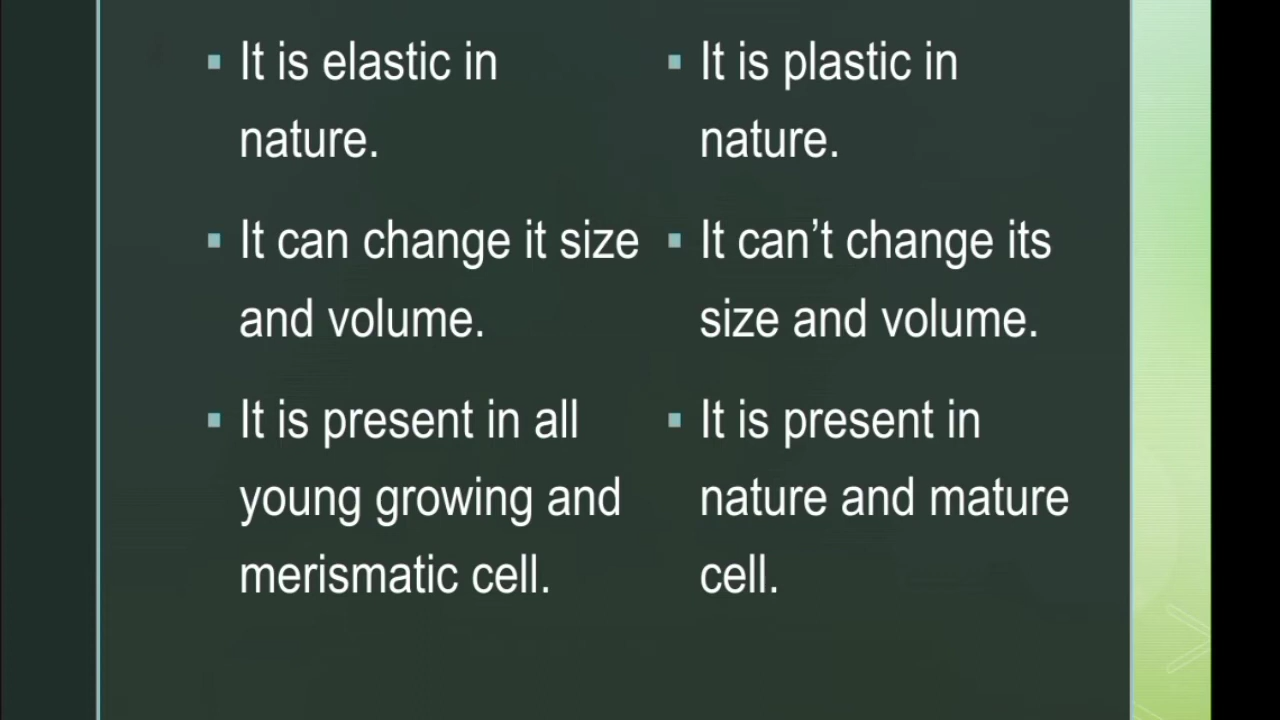 ▪ It is elastic in
nature.
▪ It can change it size
and volume.
▪ It is present in all
young growing and
merismatic cell.
▪ It is plastic in
nature.
▪ It can’t change its
size and volume.
▪ It is present in
nature and mature
cell.